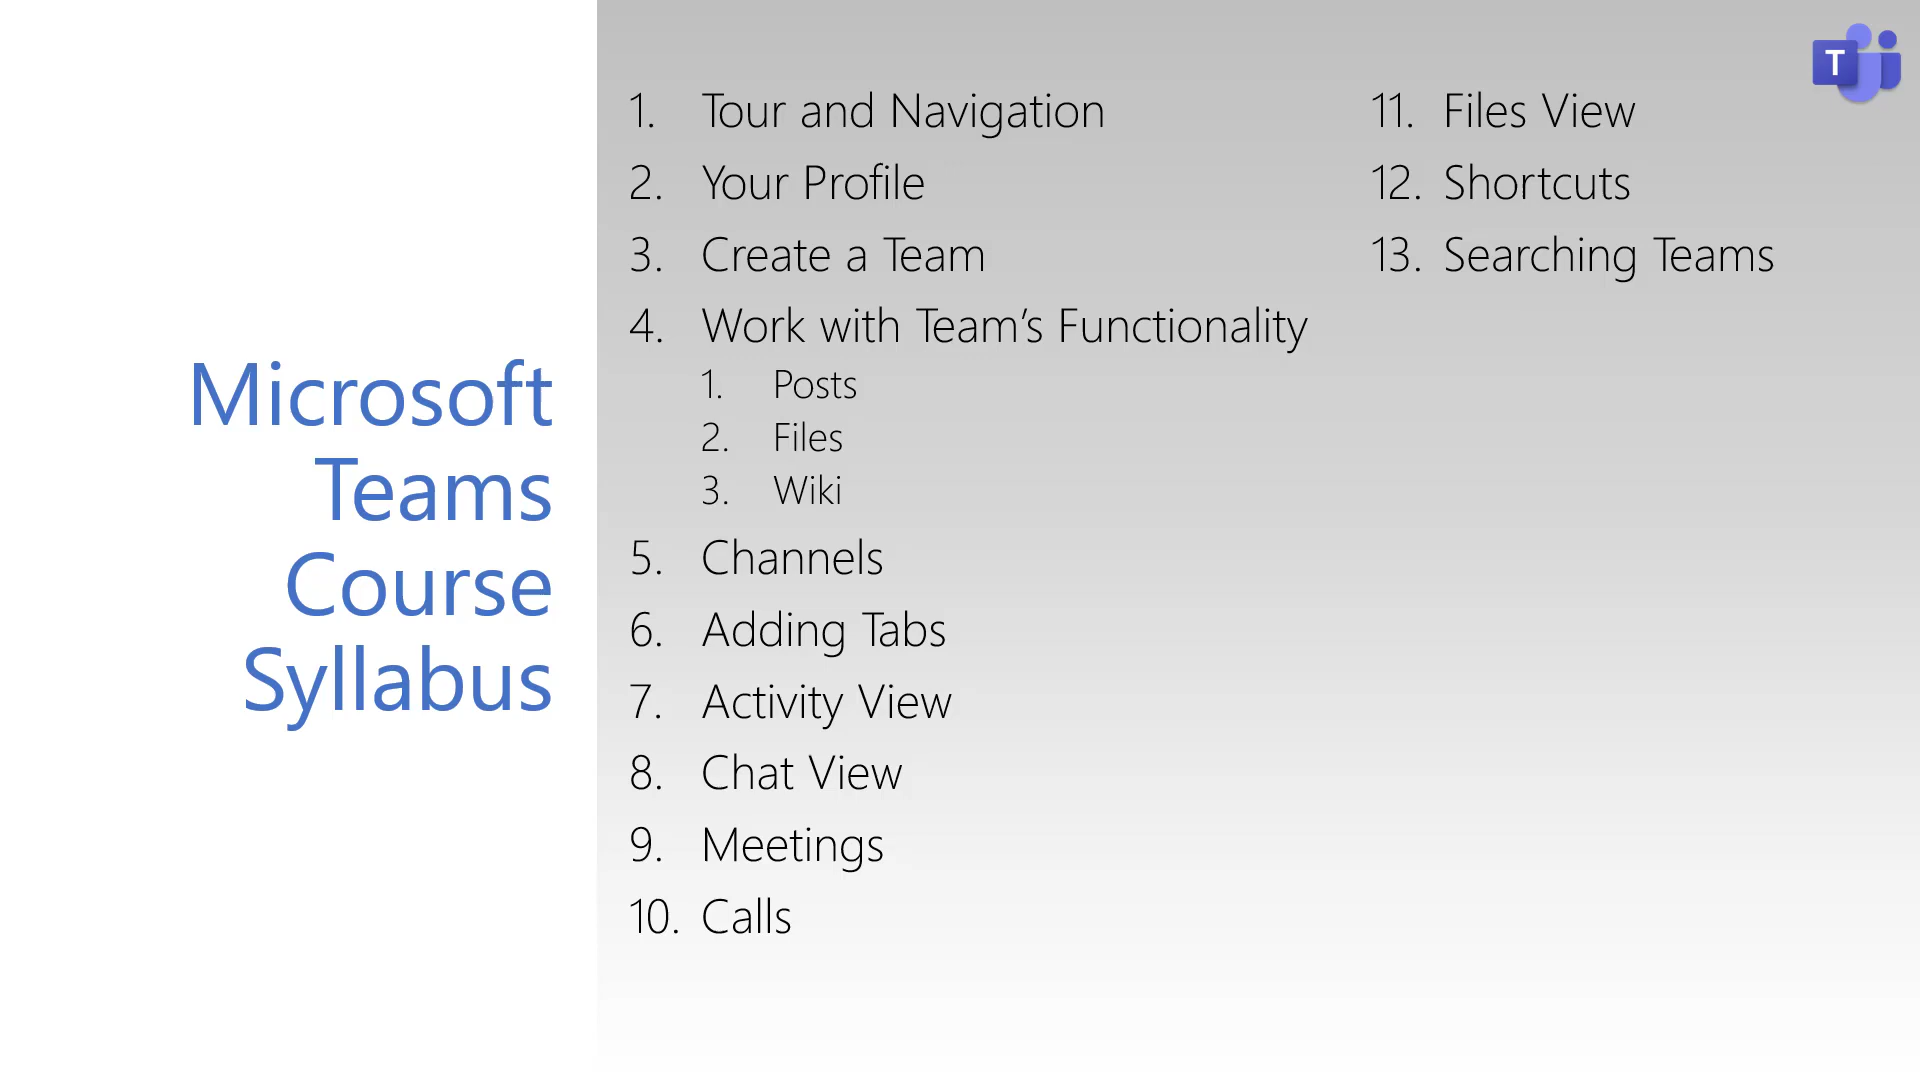 Microsoft
Teams
Course
Syllabus
1. Tour and Navigation
2. Your Profile
3. Create a Team
4. Work with Team’s Functionality
1. Posts
2. Files
3. Wiki
5. Channels
6. Adding Tabs
7. Activity View
8. Chat View
9. Meetings
10. Calls
11. Files View
12. Shortcuts
13. Searching Teams
T